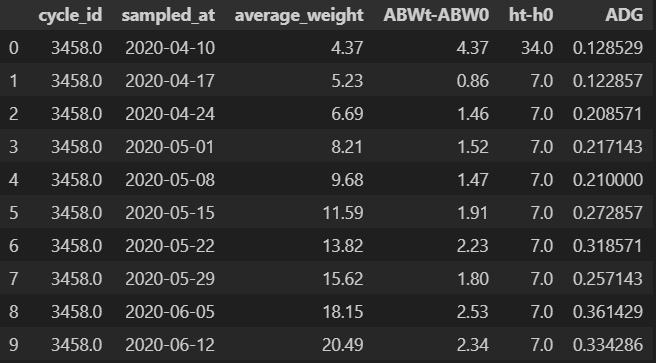 cycle_id sampled_at average_weight ABWt-ABW0 ht-h0 ADG
0 3458.0 2020-04-10 4.37 4.37 34.0 0.128529
1 3458.0 2020-04-17 5.23 0.86 7.0 0.122857
2 3458.0 2020-04-24 6.69 1.46 7.0 0.208571
3 3458.0 2020-05-01 8.21 1.52 7.0 0.217143
4 3458.0 2020-05-08 9.68 1.47 7.0 0.210000
5 3458.0 2020-05-15 11.59 1.91 7.0 0.272857
6 3458.0 2020-05-22 13.82 2.23 7.0 0.318571
7 3458.0 2020-05-29 15.62 1.80 7.0 0.257143
8 3458.0 2020-06-05 18.15 2.53 7.0 0.361429
9 3458.0 2020-06-12 20.49 2.34 7.0 0.334286